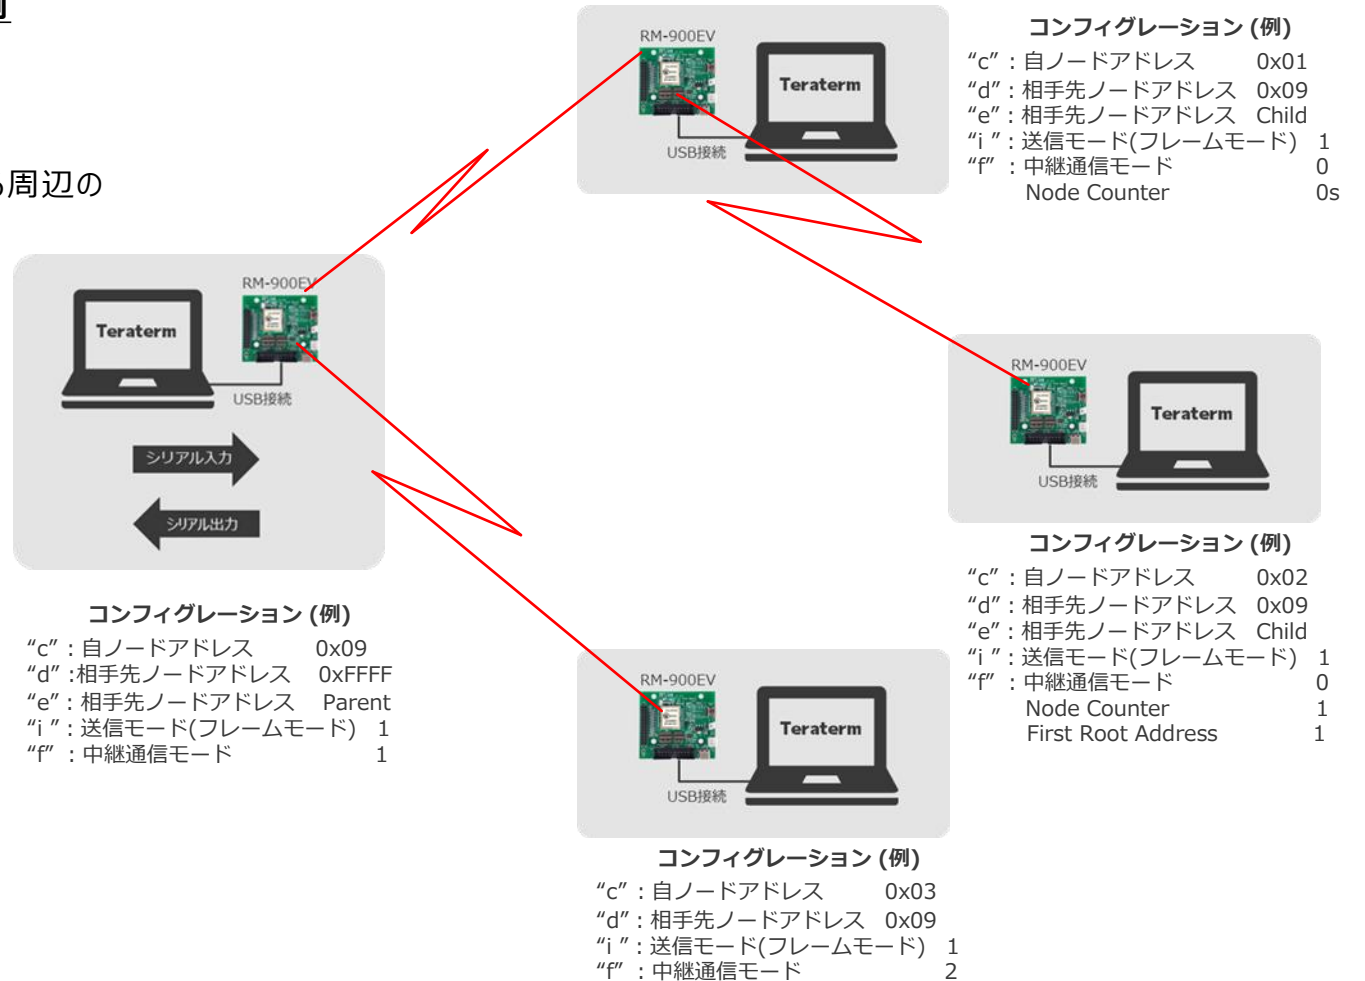 周辺の
RM-900EV
Teraterm
USB接続
コンフィグレーション (例)
“c” : 自ノードアドレス 0x01
“d” : 相手先ノードアドレス 0x09
“e” : 相手先ノードアドレス Child
“i ” : 送信モード(フレームモード) 1
“f” : 中継通信モード 0
Node Counter 0s
RM-900EV
Teraterm
USB接続
シリアル入力
シリアル出力
コンフィグレーション (例)
“c” : 自ノードアドレス 0x09
“d” :相手先ノードアドレス 0xFFFF
“e” : 相手先ノードアドレス Parent
“i ” : 送信モード(フレームモード) 1
“f” : 中継通信モード 1
RM-900EV
Teraterm
USB接続
コンフィグレーション (例)
“c” : 自ノードアドレス 0x02
“d” : 相手先ノードアドレス 0x09
“e” : 相手先ノードアドレス Child
“i ” : 送信モード(フレームモード) 1
“f” : 中継通信モード 0
Node Counter 1
First Root Address 1
RM-900EV
Teraterm
USB接続
コンフィグレーション (例)
“c” : 自ノードアドレス 0x03
“d” : 相手先ノードアドレス 0x09
“i ” : 送信モード(フレームモード) 1
“f” : 中継通信モード 2